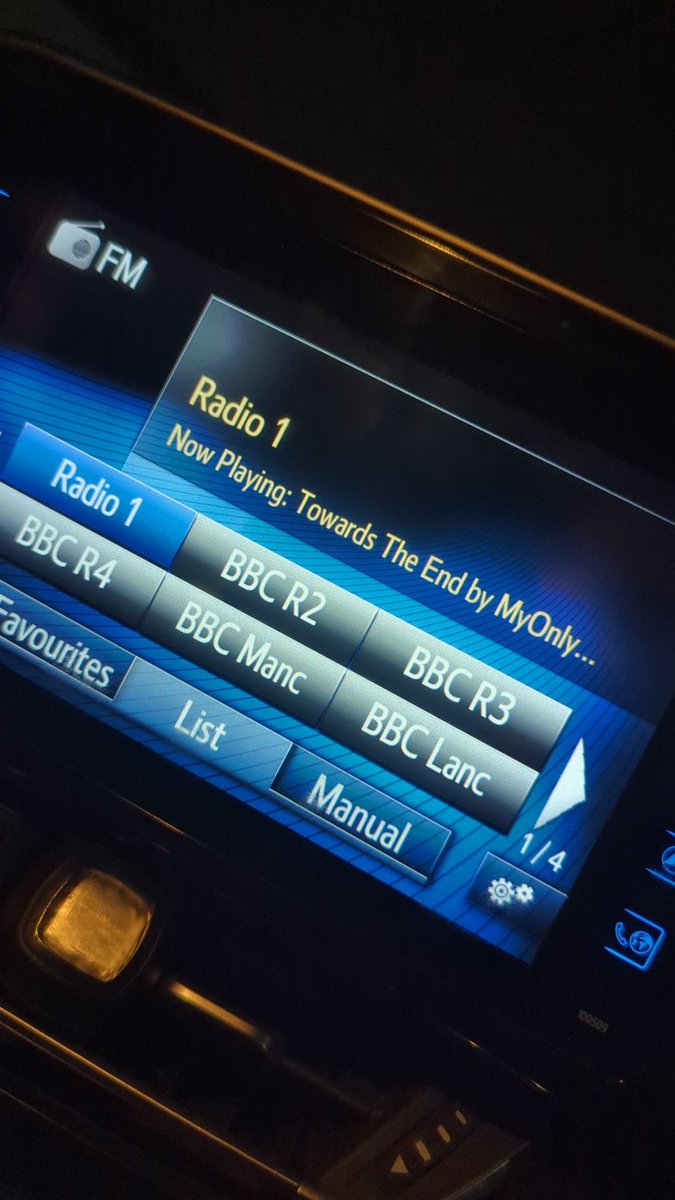 FM
Radio 1
Now Playing: Towards The End by MyOnly...
Radio 1
BBC R2
BBC R3
BBC R4
BBC Manc
BBC Lanc
1/4
Favourites
List
Manual
100509